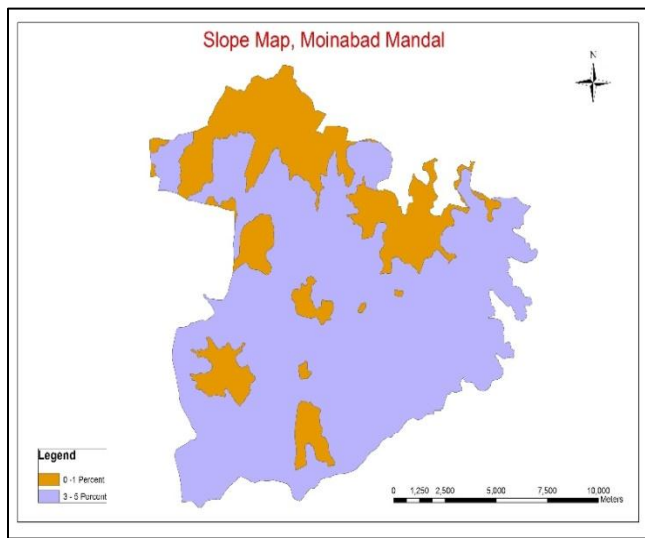 Slope Map, Moinabad Mandal
N
Legend
0 -1 Percent
3 - 5 Percent
0 1,250 2,500 5,000 7,500 10,000
Meters